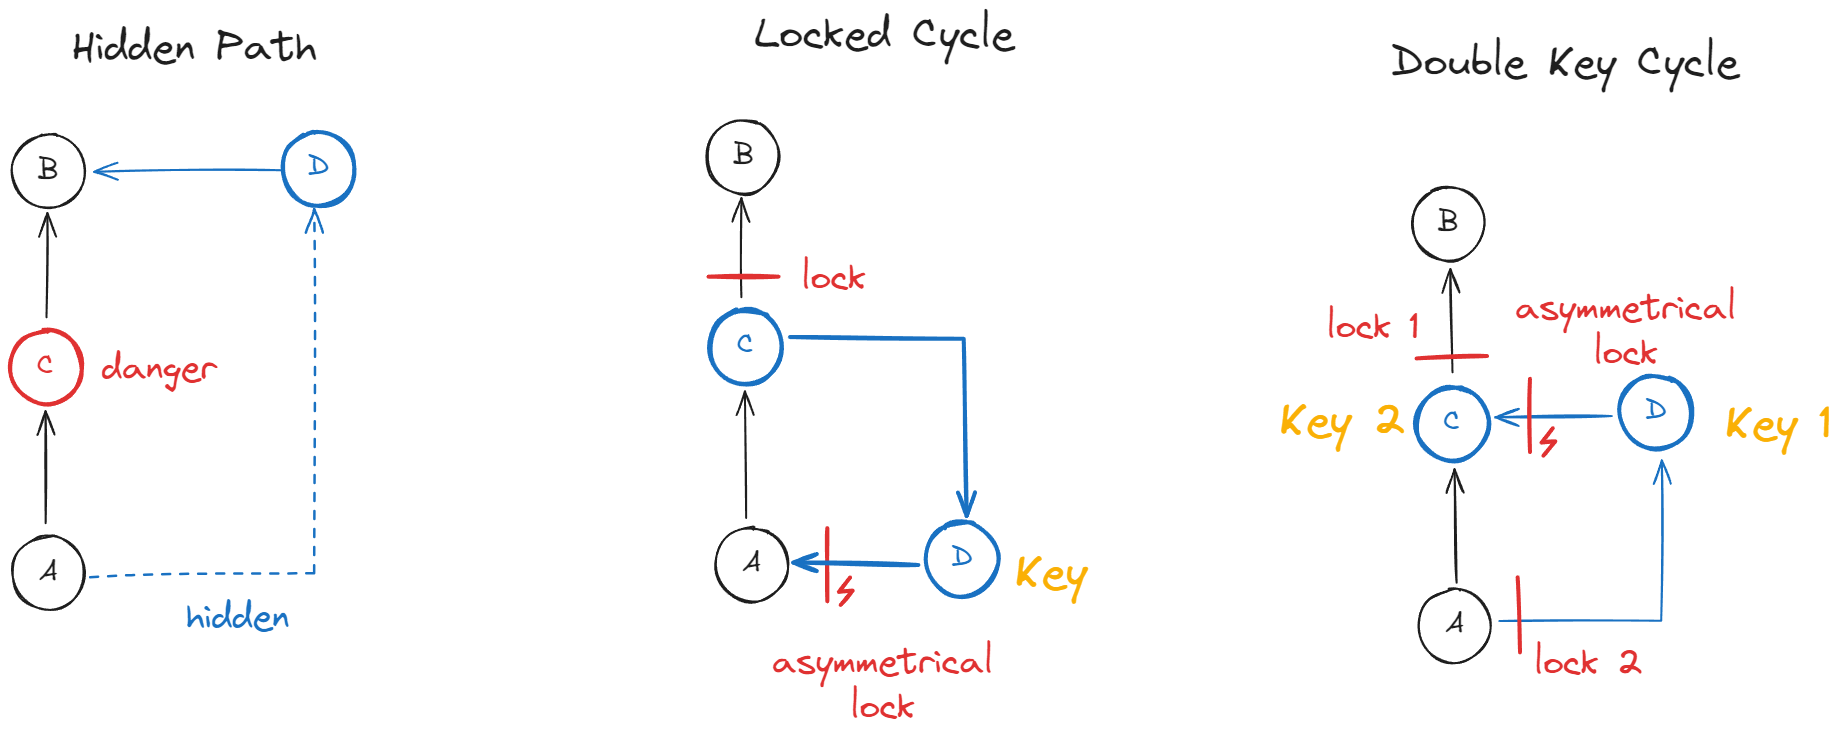 Hidden Path
B
D
C
danger
A
hidden
Locked Cycle
B
lock
C
A
D
Key
asymmetrical
lock
Double Key Cycle
B
lock 1
asymmetrical
lock
Key 2
C
D
Key 1
A
lock 2